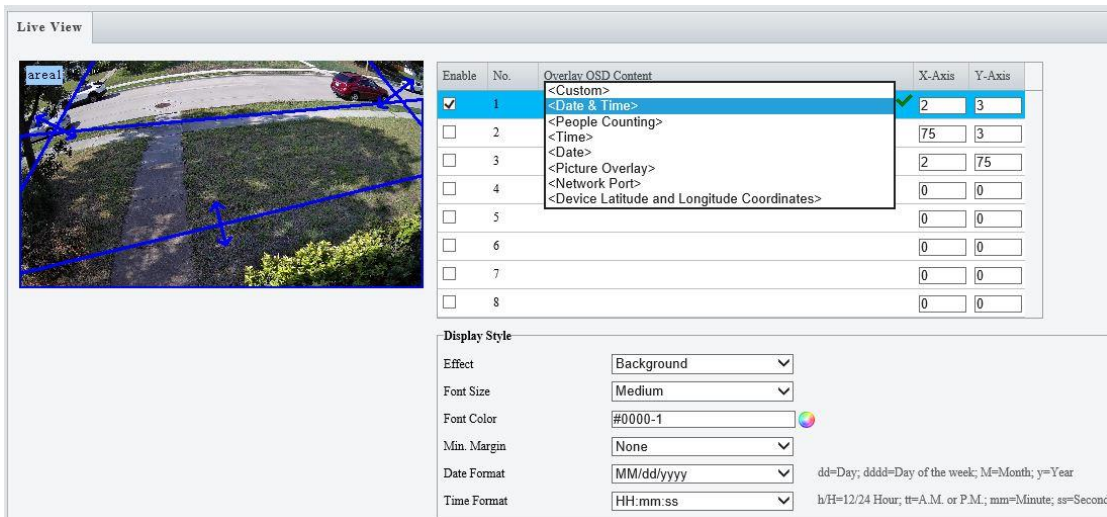 Live View
area1
Enable No. Overlay OSD Content X-Axis Y-Axis
<Custom>
1 <Date & Time> 2 3
<People Counting>
2 <Time> 75 3
<Date>
3 <Picture Overlay> 2 75
<Network Port>
4 <Device Latitude and Longitude Coordinates> 0 0
5 0 0
6 0 0
7 0 0
8 0 0
Display Style
Effect Background
Font Size Medium
Font Color #0000-1
Min. Margin None
Date Format MM/dd/yyyy dd=Day; dddd=Day of the week; M=Month; y=Year
Time Format HH:mm:ss h/H=12/24 Hour; tt=A.M. or P.M.; mm=Minute; ss=Second